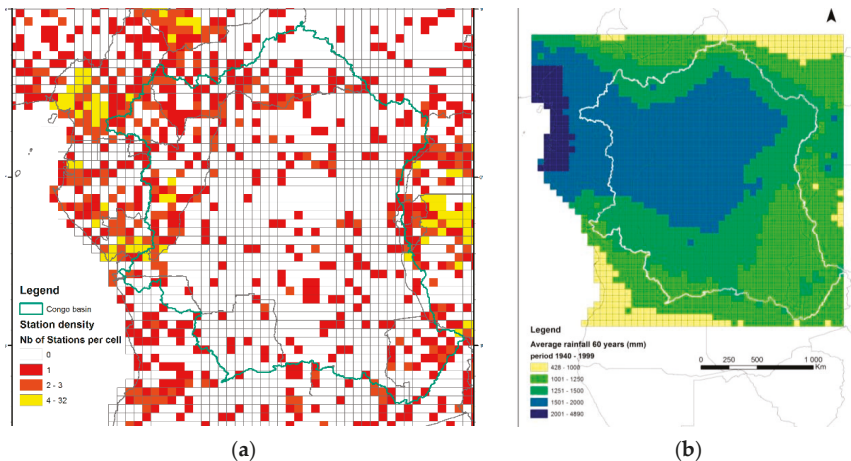 Legend
Congo basin
Station density
Nb of Stations per cell
0
1
2 - 3
4 - 32
(a)
Legend
Average rainfall 60 years (mm)
period 1940 - 1999
428 - 1000
1001 - 1250
1251 - 1500
1501 - 2000
2001 - 4890
0 250 500 1 000
Km
(b)